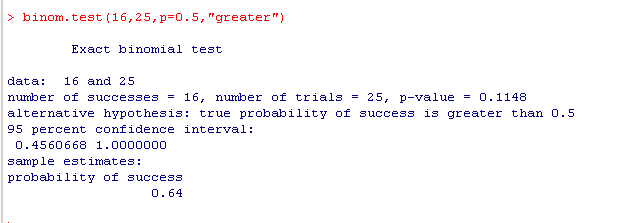 > binom.test(16,25,p=0.5,"greater")
Exact binomial test
data:  16 and 25
number of successes = 16, number of trials = 25, p-value = 0.1148
alternative hypothesis: true probability of success is greater than 0.5
95 percent confidence interval:
 0.4560668 1.0000000
sample estimates:
probability of success
0.64